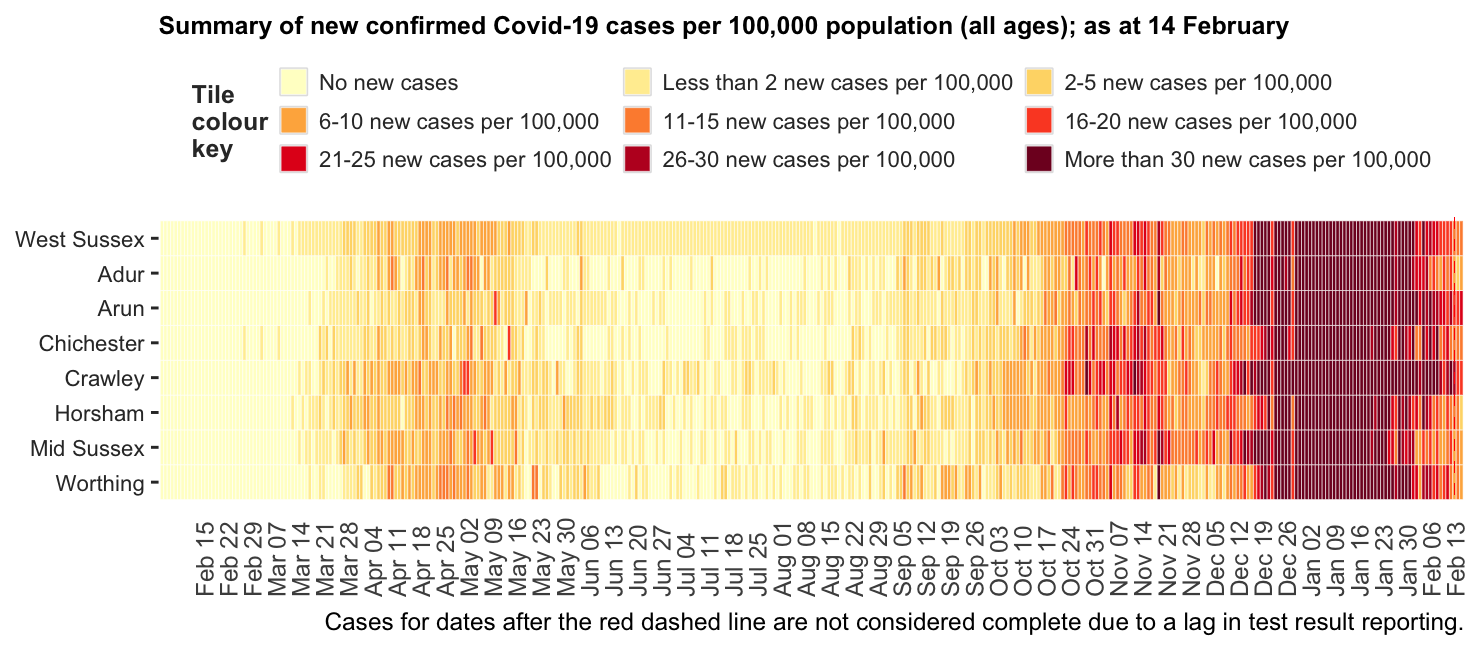 Summary of new confirmed Covid-19 cases per 100,000 population (all ages); as at 14 February
Tile
colour
key
No new cases
Less than 2 new cases per 100,000
2-5 new cases per 100,000
6-10 new cases per 100,000
11-15 new cases per 100,000
16-20 new cases per 100,000
21-25 new cases per 100,000
26-30 new cases per 100,000
More than 30 new cases per 100,000
West Sussex
Adur
Arun
Chichester
Crawley
Horsham
Mid Sussex
Worthing
Feb 15
Feb 22
Feb 29
Mar 07
Mar 14
Mar 21
Mar 28
Apr 04
Apr 11
Apr 18
Apr 25
May 02
May 09
May 16
May 23
May 30
Jun 06
Jun 13
Jun 20
Jun 27
Jul 04
Jul 11
Jul 18
Jul 25
Aug 01
Aug 08
Aug 15
Aug 22
Aug 29
Sep 05
Sep 12
Sep 19
Sep 26
Oct 03
Oct 10
Oct 17
Oct 24
Oct 31
Nov 07
Nov 14
Nov 21
Nov 28
Dec 05
Dec 12
Dec 19
Dec 26
Jan 02
Jan 09
Jan 16
Jan 23
Jan 30
Feb 06
Feb 13
Cases for dates after the red dashed line are not considered complete due to a lag in test result reporting.